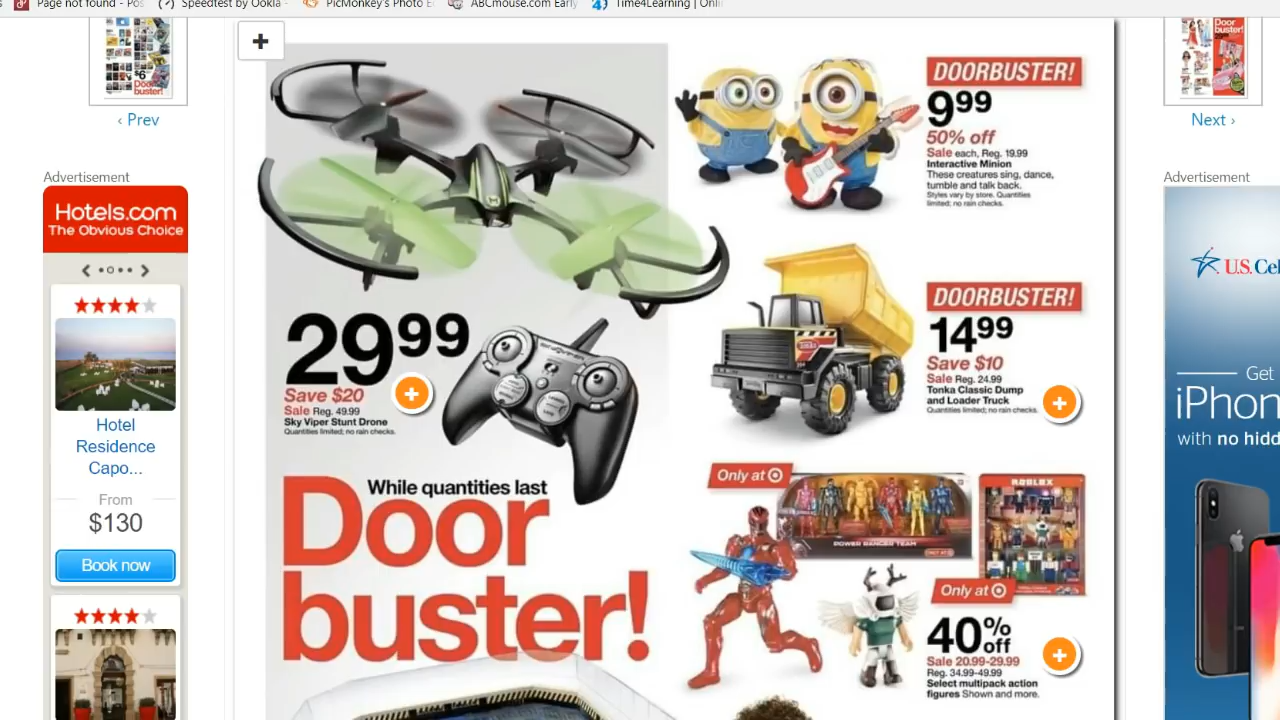 Page not found - Pos
Speedtest by Ookla -
PicMonkey's Photo E
ABCmouse.com Early
Time4Learning | Onli
‹ Prev
Next ›
Advertisement
Hotels.com
The Obvious Choice
Hotel
Residence
Capo...
From
$130
Book now
DOORBUSTER!
9.99
50% off
Sale each, Reg. 19.99
Interactive Minion
These creatures sing, dance,
tumble and talk back.
Styles vary by store. Quantities
limited; no rain checks.
29.99
Save $20
Sale Reg. 49.99
Sky Viper Stunt Drone
Quantities limited; no rain checks.
DOORBUSTER!
14.99
Save $10
Sale Reg. 24.99
Tonka Classic Dump
and Loader Truck
Quantities limited; no rain checks.
While quantities last
Door
buster!
Only at
POWER RANGER TEAM
ROBLOX
Only at
40% off
Sale 20.99-29.99
Reg. 34.99-49.99
Select multipack action
figures Shown and more.
Advertisement
U.S. Cel
Get
iPhon
with no hidd